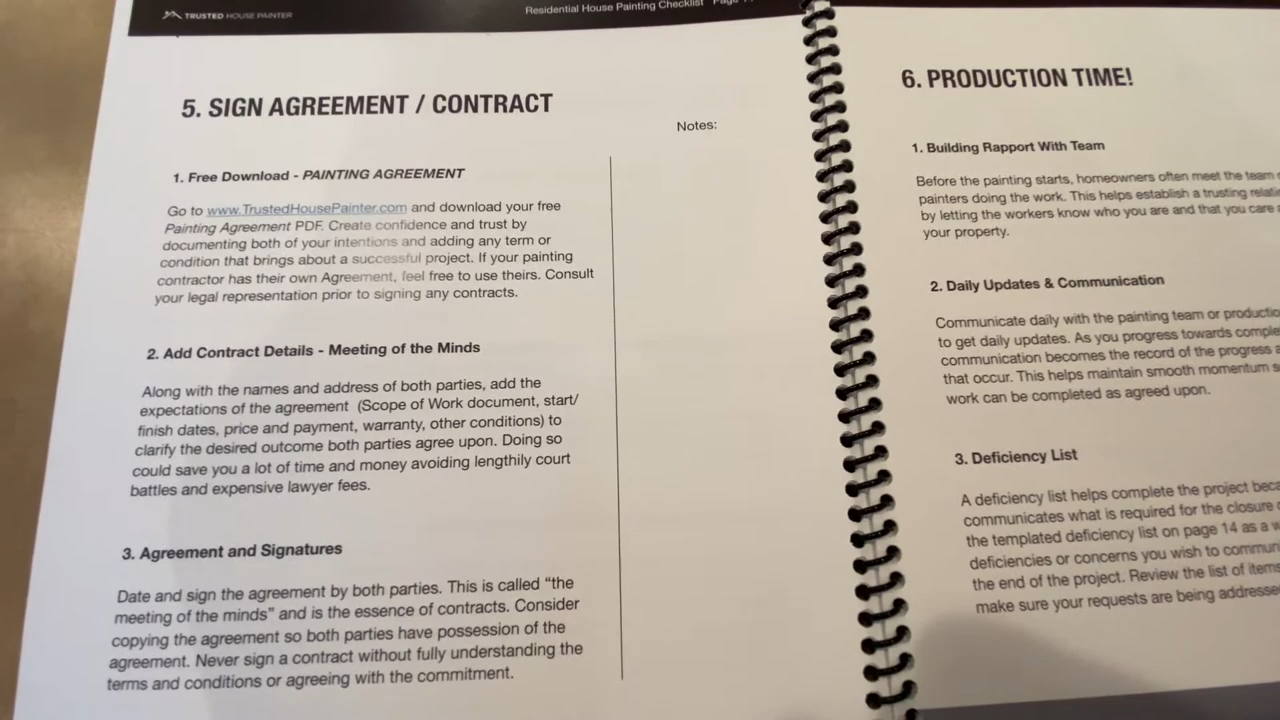 TRUSTED HOUSE PAINTER
Residential House Painting Checklist
5. SIGN AGREEMENT / CONTRACT
Notes:
1. Free Download - PAINTING AGREEMENT
Go to www.TrustedHousePainter.com and download your free
Painting Agreement PDF. Create confidence and trust by
documenting both of your intentions and adding any term or
condition that brings about a successful project. If your painting
contractor has their own Agreement, feel free to use theirs. Consult
your legal representation prior to signing any contracts.
2. Add Contract Details - Meeting of the Minds
Along with the names and address of both parties, add the
expectations of the agreement (Scope of Work document, start/
finish dates, price and payment, warranty, other conditions) to
clarify the desired outcome both parties agree upon. Doing so
could save you a lot of time and money avoiding lengthily court
battles and expensive lawyer fees.
3. Agreement and Signatures
Date and sign the agreement by both parties. This is called “the
meeting of the minds” and is the essence of contracts. Consider
copying the agreement so both parties have possession of the
agreement. Never sign a contract without fully understanding the
terms and conditions or agreeing with the commitment.
6. PRODUCTION TIME!
1. Building Rapport With Team
Before the painting starts, homeowners often meet the team
painters doing the work. This helps establish a trusting
by letting the workers know who you are and that you care
your property.
2. Daily Updates & Communication
Communicate daily with the painting team or
to get daily updates. As you progress towards
communication becomes the record of the progress
that occur. This helps maintain smooth momentum
work can be completed as agreed upon.
3. Deficiency List
A deficiency list helps complete the project
communicates what is required for the closure
the templated deficiency list on page 14 as a
deficiencies or concerns you wish to
the end of the project. Review the list of items
make sure your requests are being